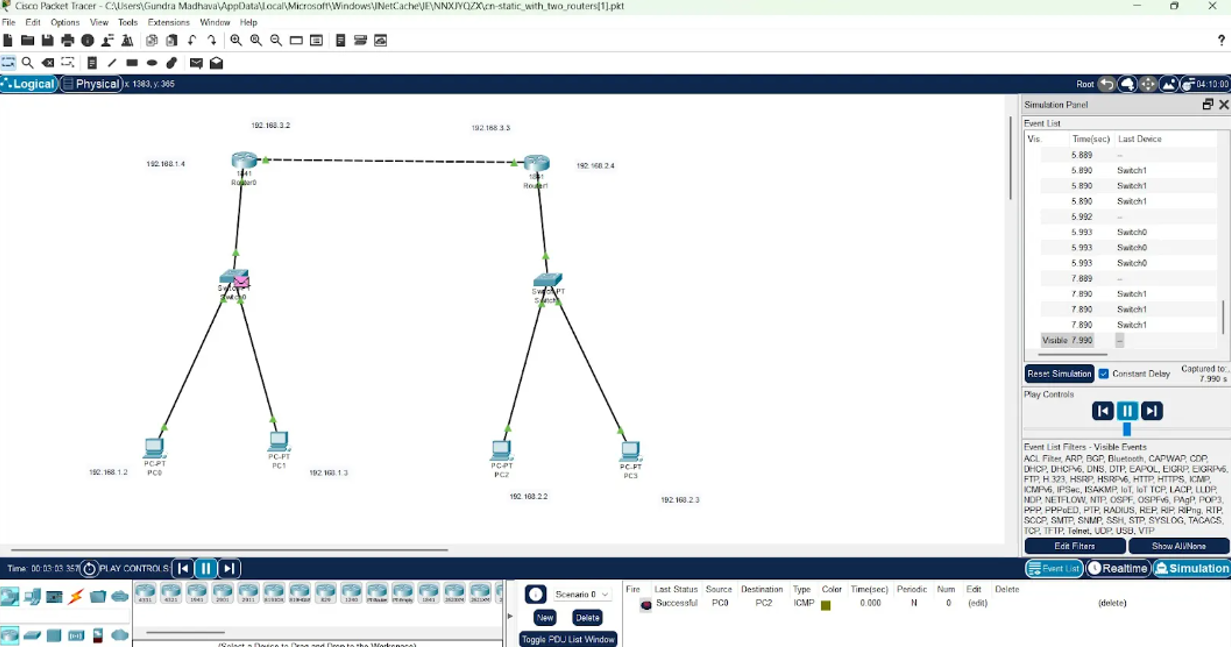 Cisco Packet Tracer - C:\Users\Gundra Madhava\AppData\Local\Microsoft\Windows\INetCache\IE\NNXJYQZX\cn-static_with_two_routers[1].pkt
File Edit Options View Tools Extensions Window Help
?
Logical Physical x: 1383, y: 365
Root 04:10:00
Simulation Panel
Event List
Vis. Time(sec) Last Device
5.889 --
5.890 Switch1
5.890 Switch1
5.890 Switch1
5.992 --
5.993 Switch0
5.993 Switch0
5.993 Switch0
7.889 --
7.890 Switch1
7.890 Switch1
7.890 Switch1
Visible 7.990 --
Reset Simulation Constant Delay Captured to:
7.990 s
Play Controls
Event List Filters - Visible Events
ACL Filter, ARP, BGP, Bluetooth, CAPWAP, CDP,
DHCP, DHCPv6, DNS, DTP, EAPOL, EIGRP, EIGRPv6,
FTP, H.323, HSRP, HSRPv6, HTTP, HTTPS, ICMP,
ICMPv6, IPSec, ISAKMP, IoT, IoT TCP, LACP, LLDP,
NDP, NETFLOW, NTP, OSPF, OSPFv6, PAgP, POP3,
PPP, PPPoED, PTP, RADIUS, REP, RIP, RIPng, RTP,
SCCP, SMTP, SNMP, SSH, STP, SYSLOG, TACACS,
TCP, TFTP, Telnet, UDP, USB, VTP
Edit Filters Show All/None
192.168.3.2 192.168.3.3
192.168.1.4 192.168.2.4
1841
Router0
1841
Router1
Switch-PT
Switch0
Switch-PT
PC-PT
PC0
PC-PT
PC1
PC-PT
PC2
PC-PT
PC3
192.168.1.2 192.168.1.3
192.168.2.2 192.168.2.3
Time: 00:03:03.357 PLAY CONTROLS:
Event List Realtime Simulation
4331 4321 1941 2901 2911 819 1240 1841
Scenario 0
New Delete
Toggle PDU List Window
Fire Last Status Source Destination Type Color Time(sec) Periodic Num Edit Delete
Successful PC0 PC2 ICMP 0.000 N 0 (edit) (delete)
(Select a Device to Drag and Drop to the Workspace)